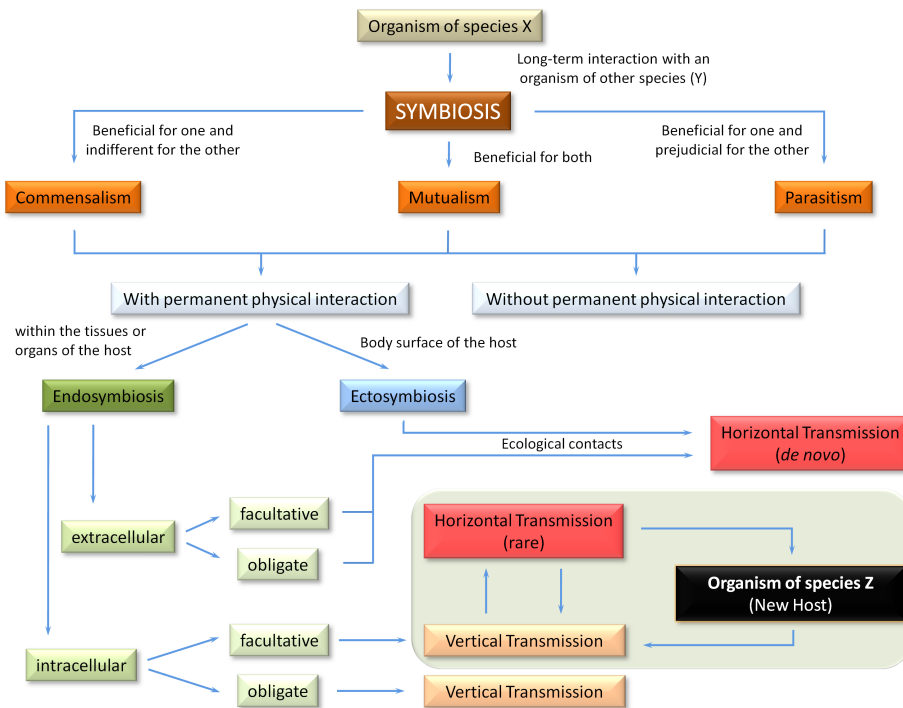 Organism of species X
Long-term interaction with an
organism of other species (Y)
SYMBIOSIS
Beneficial for one and
indifferent for the other
Beneficial for both
Beneficial for one and
prejudicial for the other
Commensalism
Mutualism
Parasitism
With permanent physical interaction
Without permanent physical interaction
within the tissues or
organs of the host
Body surface of the host
Endosymbiosis
Ectosymbiosis
Ecological contacts
Horizontal Transmission
(de novo)
extracellular
facultative
obligate
Horizontal Transmission
(rare)
Organism of species Z
(New Host)
intracellular
facultative
Vertical Transmission
obligate
Vertical Transmission